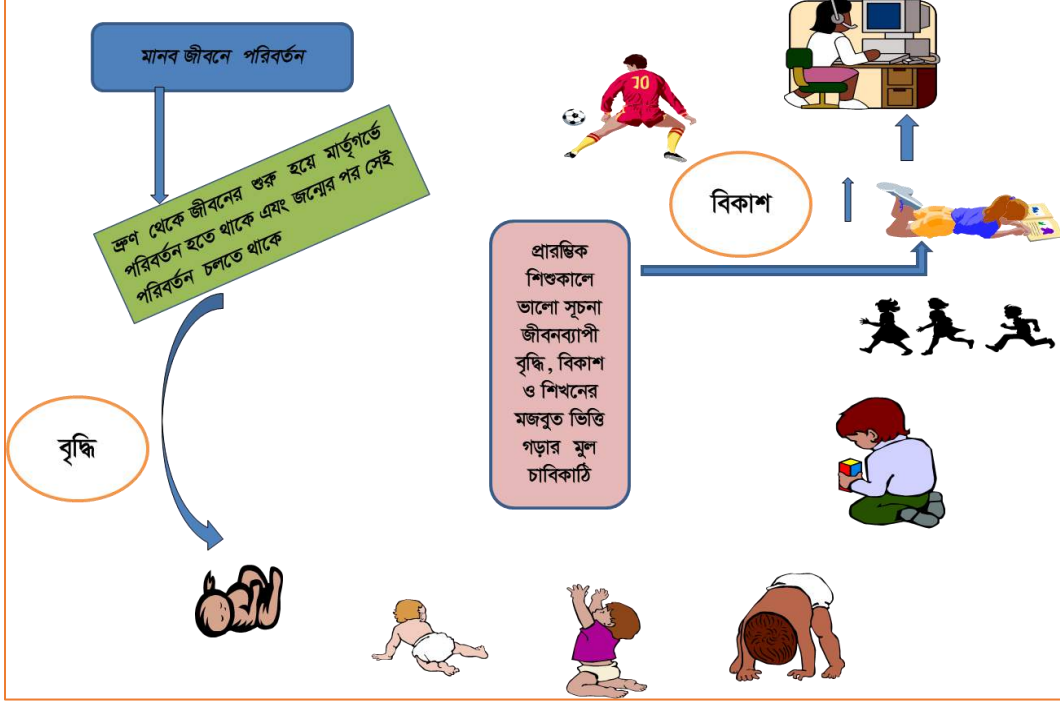 মানব জীবনে পরিবর্তন
ভ্রুণ থেকে জীবনের শুরু হয়ে মার্তৃগর্ভে
পরিবর্তন হতে থাকে এযং জন্মের পর সেই
পরিবর্তন চলতে থাকে
বৃদ্ধি
প্রারম্ভিক
শিশুকালে
ভালো সূচনা
জীবনব্যাপী
বৃদ্ধি , বিকাশ
ও শিখনের
মজবুত ভিত্তি
গড়ার মুল
চাবিকাঠি
বিকাশ
10